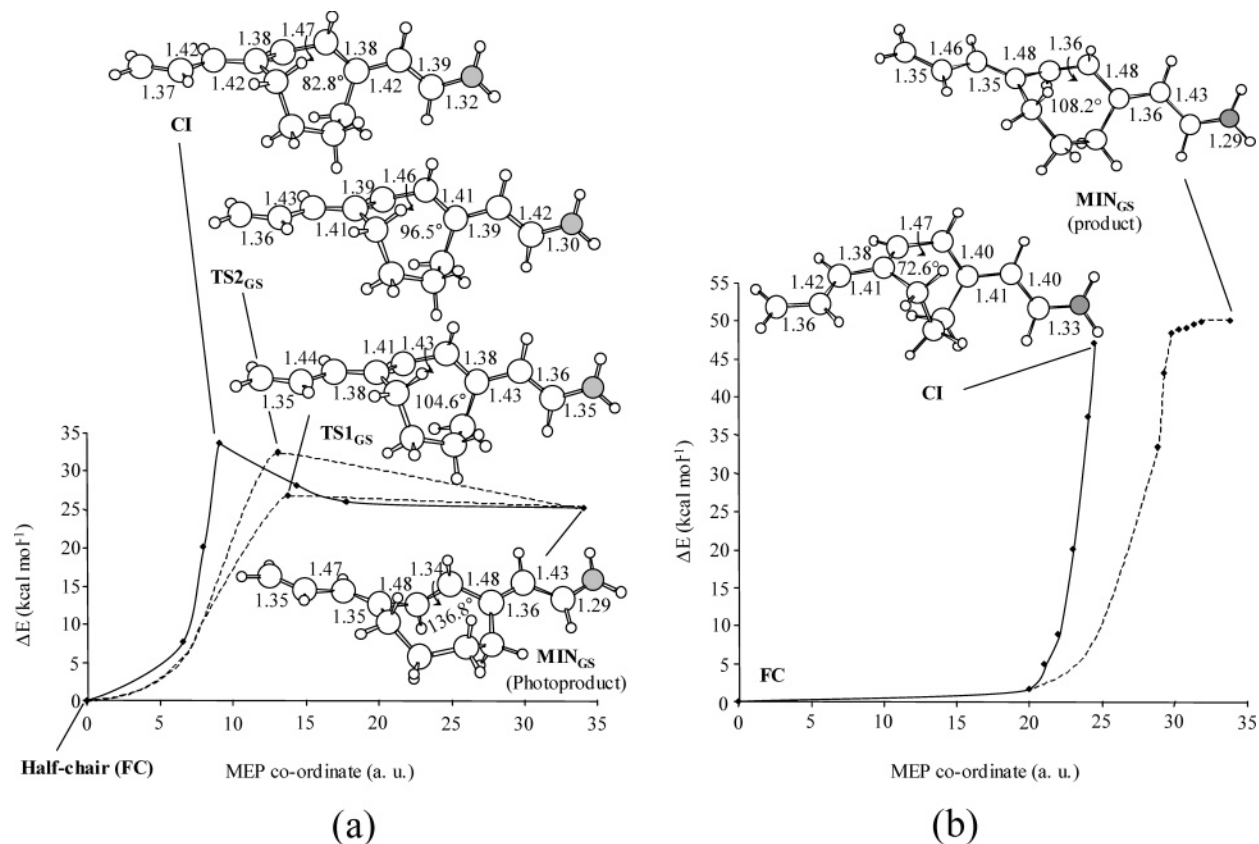 1.47
1.42 1.38 1.38 1.39
1.37 1.42 82.8° 1.42 1.32
CI
1.46
1.43 1.39 1.41 1.42
1.36 1.41 96.5° 1.39 1.30
TS2GS
1.43
1.44 1.41 1.38 1.36
1.35 1.38 104.6° 1.43 1.35
TS1GS
1.34
1.47 1.48 1.48 1.43
1.35 1.35 136.8° 1.36 1.29
MINGS
(Photoproduct)
35
30
25
20
15
10
5
0
ΔE (kcal mol-1)
0 5 10 15 20 25 30 35
Half-chair (FC)
MEP co-ordinate (a. u.)
(a)
1.36
1.46 1.48 1.48 1.43
1.35 1.35 108.2° 1.36 1.29
MINGS
(product)
1.47
1.42 1.38 1.40 1.40
1.36 1.41 72.6° 1.41 1.33
CI
55
50
45
40
35
30
25
20
15
10
5
0
ΔE (kcal mol-1)
FC
0 5 10 15 20 25 30 35
MEP co-ordinate (a. u.)
(b)